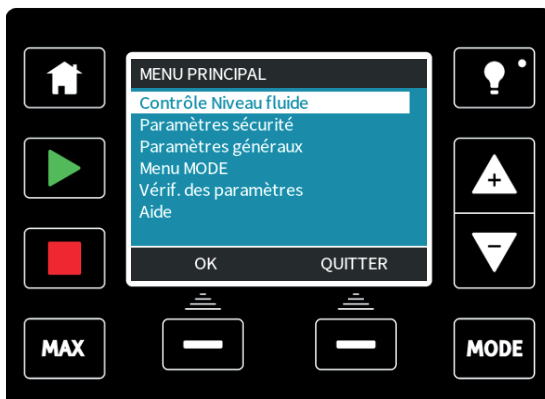 MENU PRINCIPAL
Contrôle Niveau fluide
Paramètres sécurité
Paramètres généraux
Menu MODE
Vérif. des paramètres
Aide
OK QUITTER
+
-
MAX
MODE